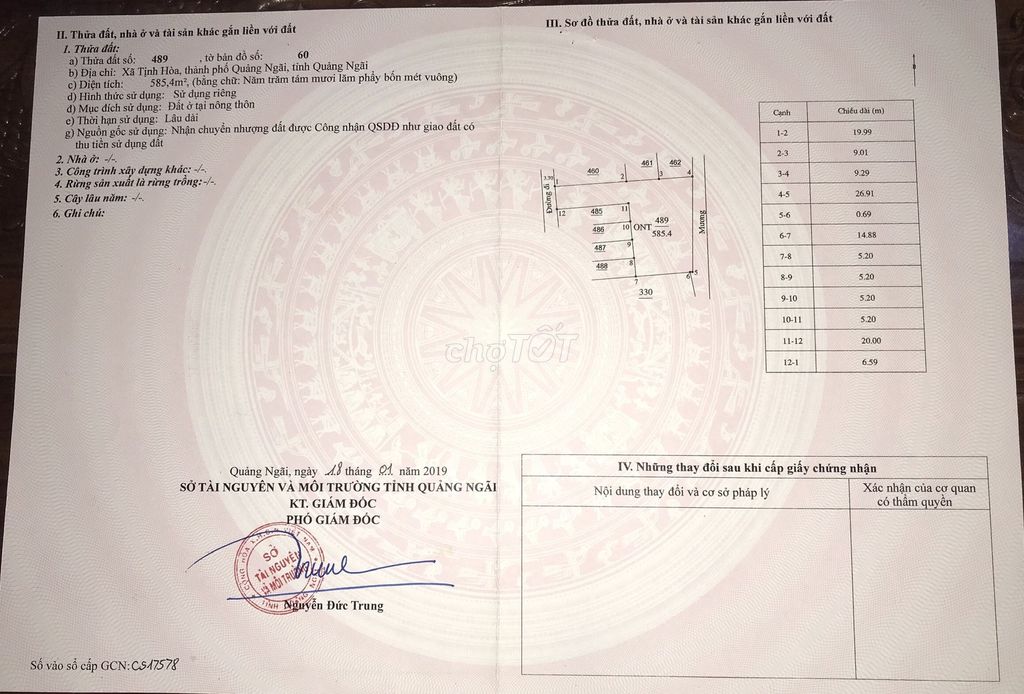 II. Thửa đất, nhà ở và tài sản khác gắn liền với đất
1. Thửa đất:
a) Thửa đất số: 489 , tờ bản đồ số: 60
b) Địa chỉ: Xã Tịnh Hòa, thành phố Quảng Ngãi, tỉnh Quảng Ngãi
c) Diện tích: 585,4m², (bằng chữ: Năm trăm tám mươi lăm phẩy bốn mét vuông)
d) Hình thức sử dụng: Sử dụng riêng
đ) Mục đích sử dụng: Đất ở tại nông thôn
e) Thời hạn sử dụng: Lâu dài
g) Nguồn gốc sử dụng: Nhận chuyển nhượng đất được Công nhận QSDĐ như giao đất có
thu tiền sử dụng đất
2. Nhà ở: -/-.
3. Công trình xây dựng khác: -/-.
4. Rừng sản xuất là rừng trồng:-/-.
5. Cây lâu năm: -/-.
6. Ghi chú:
Quảng Ngãi, ngày 18 tháng 01 năm 2019
SỞ TÀI NGUYÊN VÀ MÔI TRƯỜNG TỈNH QUẢNG NGÃI
KT. GIÁM ĐỐC
PHÓ GIÁM ĐỐC
CỘNG HÒA X.H.C.N VIỆT NAM
SỞ
TÀI NGUYÊN
VÀ MÔI TRƯỜNG
TỈNH QUẢNG NGÃI
Nguyễn Đức Trung
Số vào sổ cấp GCN: CS17578
III. Sơ đồ thửa đất, nhà ở và tài sản khác gắn liền với đất
460
461
462
1
2
3
4
Đường đi
12
485
11
489
ONT
585.4
486
10
487
9
488
8
7
6
5
Mương
330
Cạnh Chiều dài (m)
1-2 19.99
2-3 9.01
3-4 9.29
4-5 26.91
5-6 0.69
6-7 14.88
7-8 5.20
8-9 5.20
9-10 5.20
10-11 5.20
11-12 20.00
12-1 6.59
chợTỐT
IV. Những thay đổi sau khi cấp giấy chứng nhận
Nội dung thay đổi và cơ sở pháp lý
Xác nhận của cơ quan
có thẩm quyền